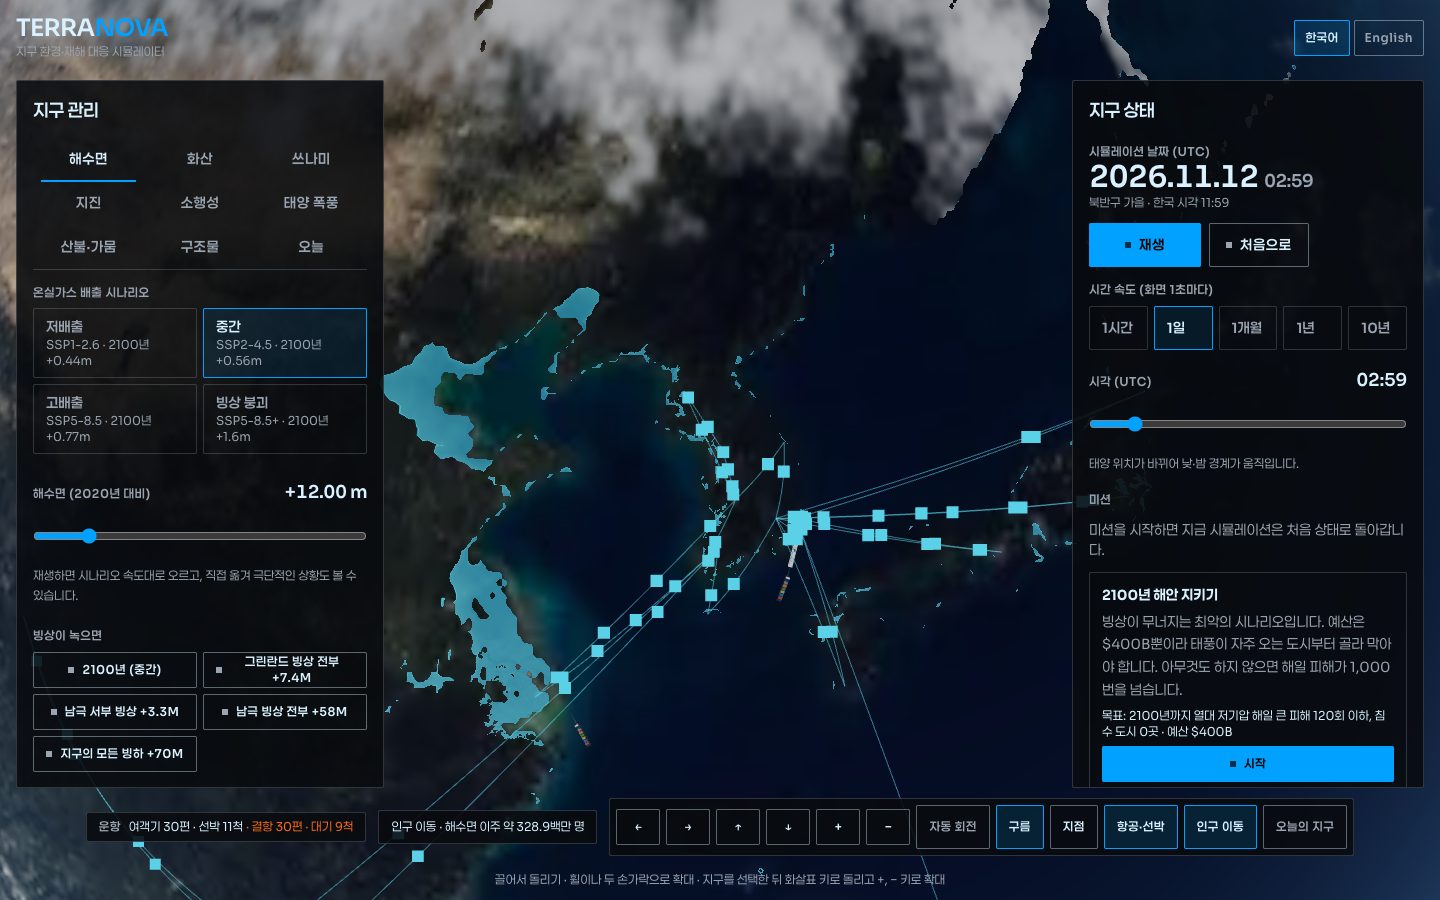 TERRANOVA
지구 환경·재해 대응 시뮬레이터
한국어
English
지구 관리
해수면
화산
쓰나미
지진
소행성
태양 폭풍
산불·가뭄
구조물
오늘
온실가스 배출 시나리오
저배출
SSP1-2.6 · 2100년
+0.44m
중간
SSP2-4.5 · 2100년
+0.56m
고배출
SSP5-8.5 · 2100년
+0.77m
빙상 붕괴
SSP5-8.5+ · 2100년
+1.6m
해수면 (2020년 대비)
+12.00 m
재생하면 시나리오 속도대로 오르고, 직접 옮겨 극단적인 상황도 볼 수
있습니다.
빙상이 녹으면
2100년 (중간)
그린란드 빙상 전부
+7.4M
남극 서부 빙상 +3.3M
남극 빙상 전부 +58M
지구의 모든 빙하 +70M
지구 상태
시뮬레이션 날짜 (UTC)
2026.11.12 02:59
북반구 가을 · 한국 시각 11:59
재생
처음으로
시간 속도 (화면 1초마다)
1시간
1일
1개월
1년
10년
시각 (UTC)
02:59
태양 위치가 바뀌어 낮·밤 경계가 움직입니다.
미션
미션을 시작하면 지금 시뮬레이션은 처음 상태로 돌아갑니
다.
2100년 해안 지키기
빙상이 무너지는 최악의 시나리오입니다. 예산은
$400B뿐이라 태풍이 자주 오는 도시부터 골라 막아
야 합니다. 아무것도 하지 않으면 해일 피해가 1,000
번을 넘습니다.
목표: 2100년까지 열대 저기압 해일 큰 피해 120회 이하, 침
수 도시 0곳 · 예산 $400B
시작
운항 여객기 30편 · 선박 11척 · 결항 30편 · 대기 9척
인구 이동 · 해수면 이주 약 328.9백만 명
←
→
↑
↓
+
−
자동 회전
구름
지점
항공·선박
인구 이동
오늘의 지구
끌어서 돌리기 · 휠이나 두 손가락으로 확대 · 지구를 선택한 뒤 화살표 키로 돌리고 +, − 키로 확대